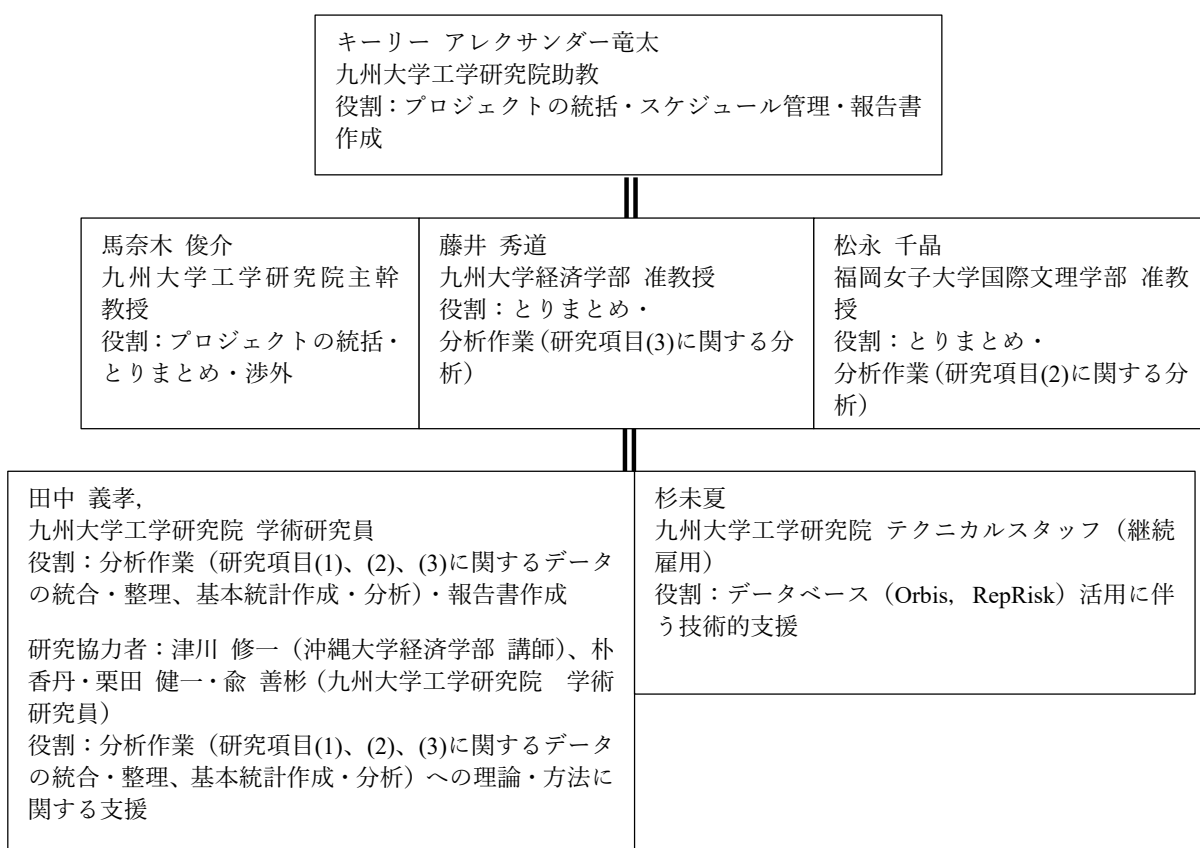 キーリー アレクサンダー竜太
九州大学工学研究院助教
役割：プロジェクトの統括・スケジュール管理・報告書
作成
馬奈木 俊介
九州大学工学研究院主幹
教授
役割：プロジェクトの統括・
とりまとめ・渉外
藤井 秀道
九州大学経済学部 准教授
役割：とりまとめ・
分析作業（研究項目(3)に関する分
析）
松永 千晶
福岡女子大学国際文理学部 准教
授
役割：とりまとめ・
分析作業（研究項目(2)に関する分
析）
田中 義孝,
九州大学工学研究院 学術研究員
役割：分析作業（研究項目(1)、(2)、(3)に関するデータ
の統合・整理、基本統計作成・分析）・報告書作成
研究協力者：津川 修一（沖縄大学経済学部 講師）、朴
香丹・栗田 健一・兪 善彬（九州大学工学研究院　学術
研究員）
役割：分析作業（研究項目(1)、(2)、(3)に関するデータ
の統合・整理、基本統計作成・分析）への理論・方法に
関する支援
杉未夏
九州大学工学研究院 テクニカルスタッフ（継続
雇用）
役割：データベース（Orbis, RepRisk）活用に伴
う技術的支援